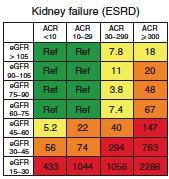 Kidney failure (ESRD)
ACR <10 ACR 10–29 ACR 30–299 ACR ≥300
eGFR > 105 Ref Ref 7.8 18
eGFR 90–105 Ref Ref 11 20
eGFR 75–90 Ref Ref 3.8 48
eGFR 60–75 Ref Ref 7.4 67
eGFR 45–60 5.2 22 40 147
eGFR 30–45 56 74 294 763
eGFR 15–30 433 1044 1056 2286